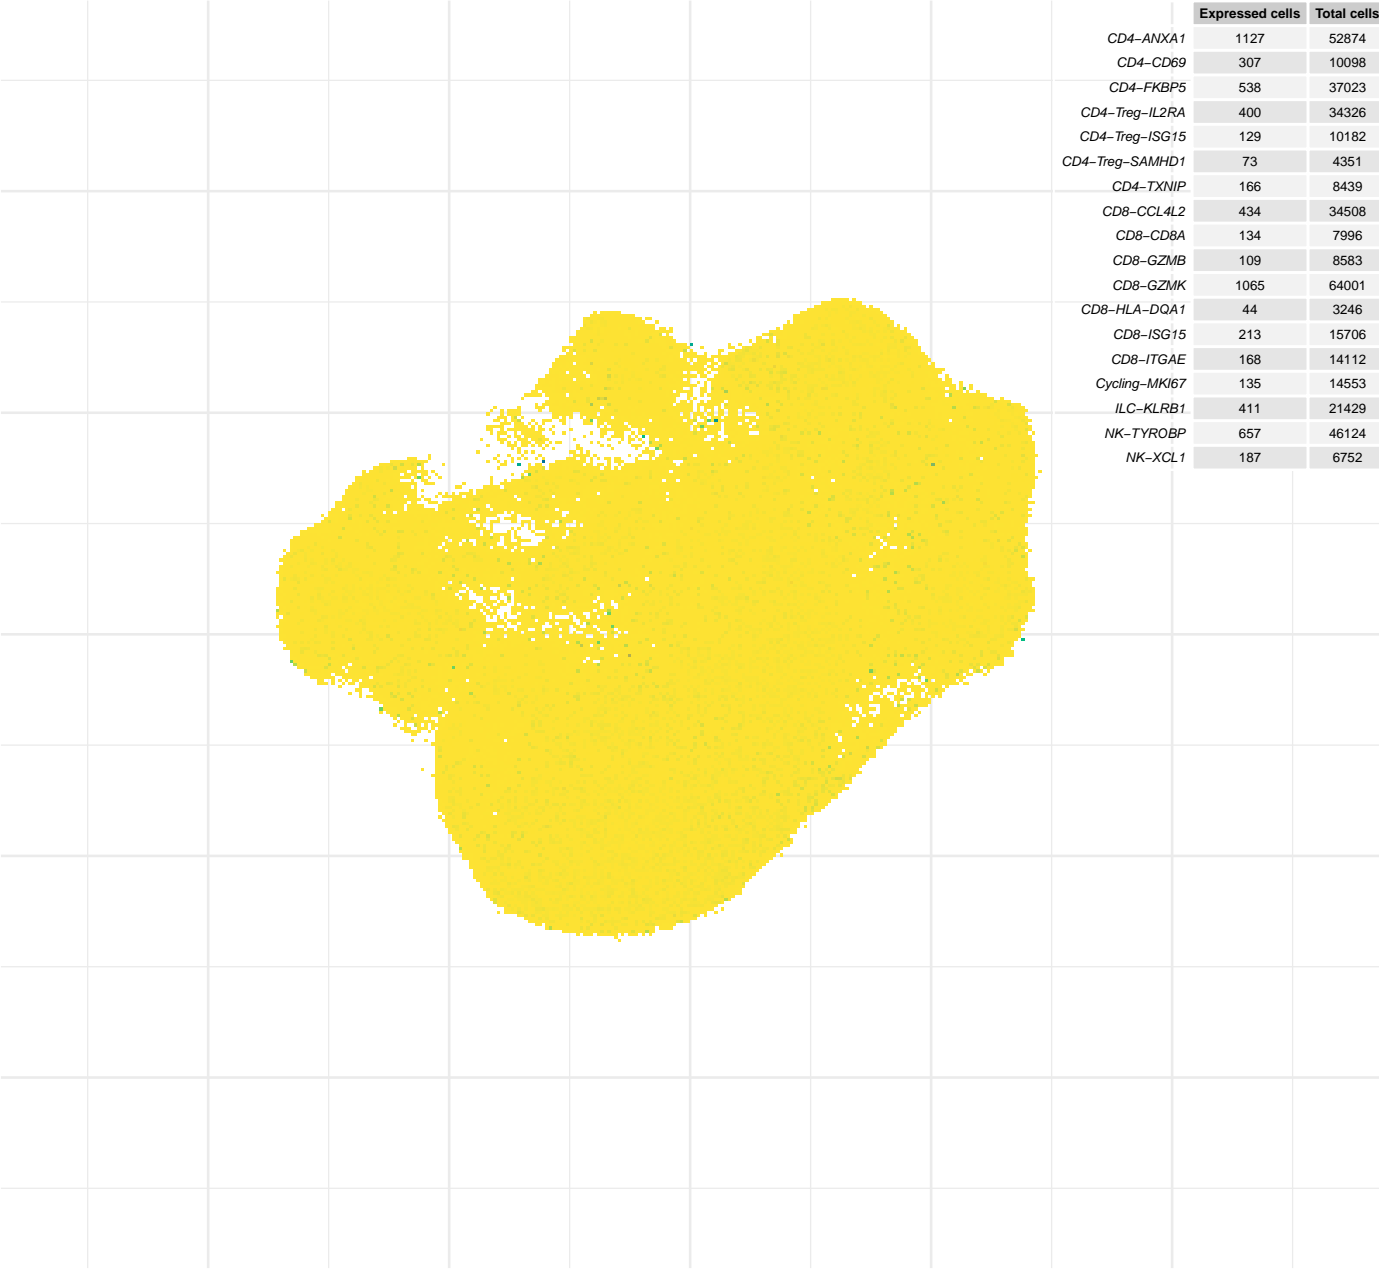 Expressed cells Total cells
CD4−ANXA1 1127 52874
CD4−CD69 307 10098
CD4−FKBP5 538 37023
CD4−Treg−IL2RA 400 34326
CD4−Treg−ISG15 129 10182
CD4−Treg−SAMHD1 73 4351
CD4−TXNIP 166 8439
CD8−CCL4L2 434 34508
CD8−CD8A 134 7996
CD8−GZMB 109 8583
CD8−GZMK 1065 64001
CD8−HLA−DQA1 44 3246
CD8−ISG15 213 15706
CD8−ITGAE 168 14112
Cycling−MKI67 135 14553
ILC−KLRB1 411 21429
NK−TYROBP 657 46124
NK−XCL1 187 6752